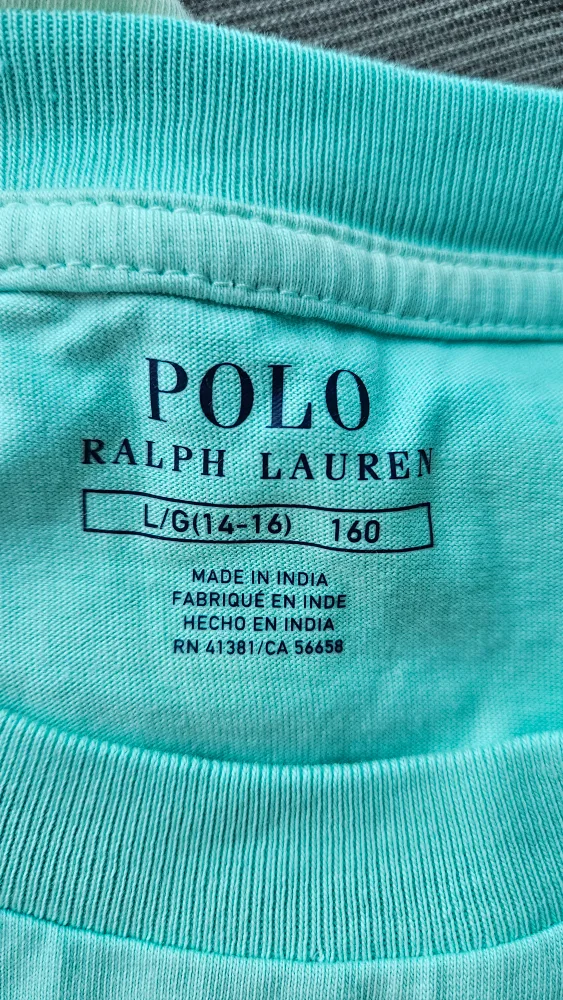 POLO
RALPH LAUREN
L/G(14-16) 160
MADE IN INDIA
FABRIQUÉ EN INDE
HECHO EN INDIA
RN 41381/CA 56658